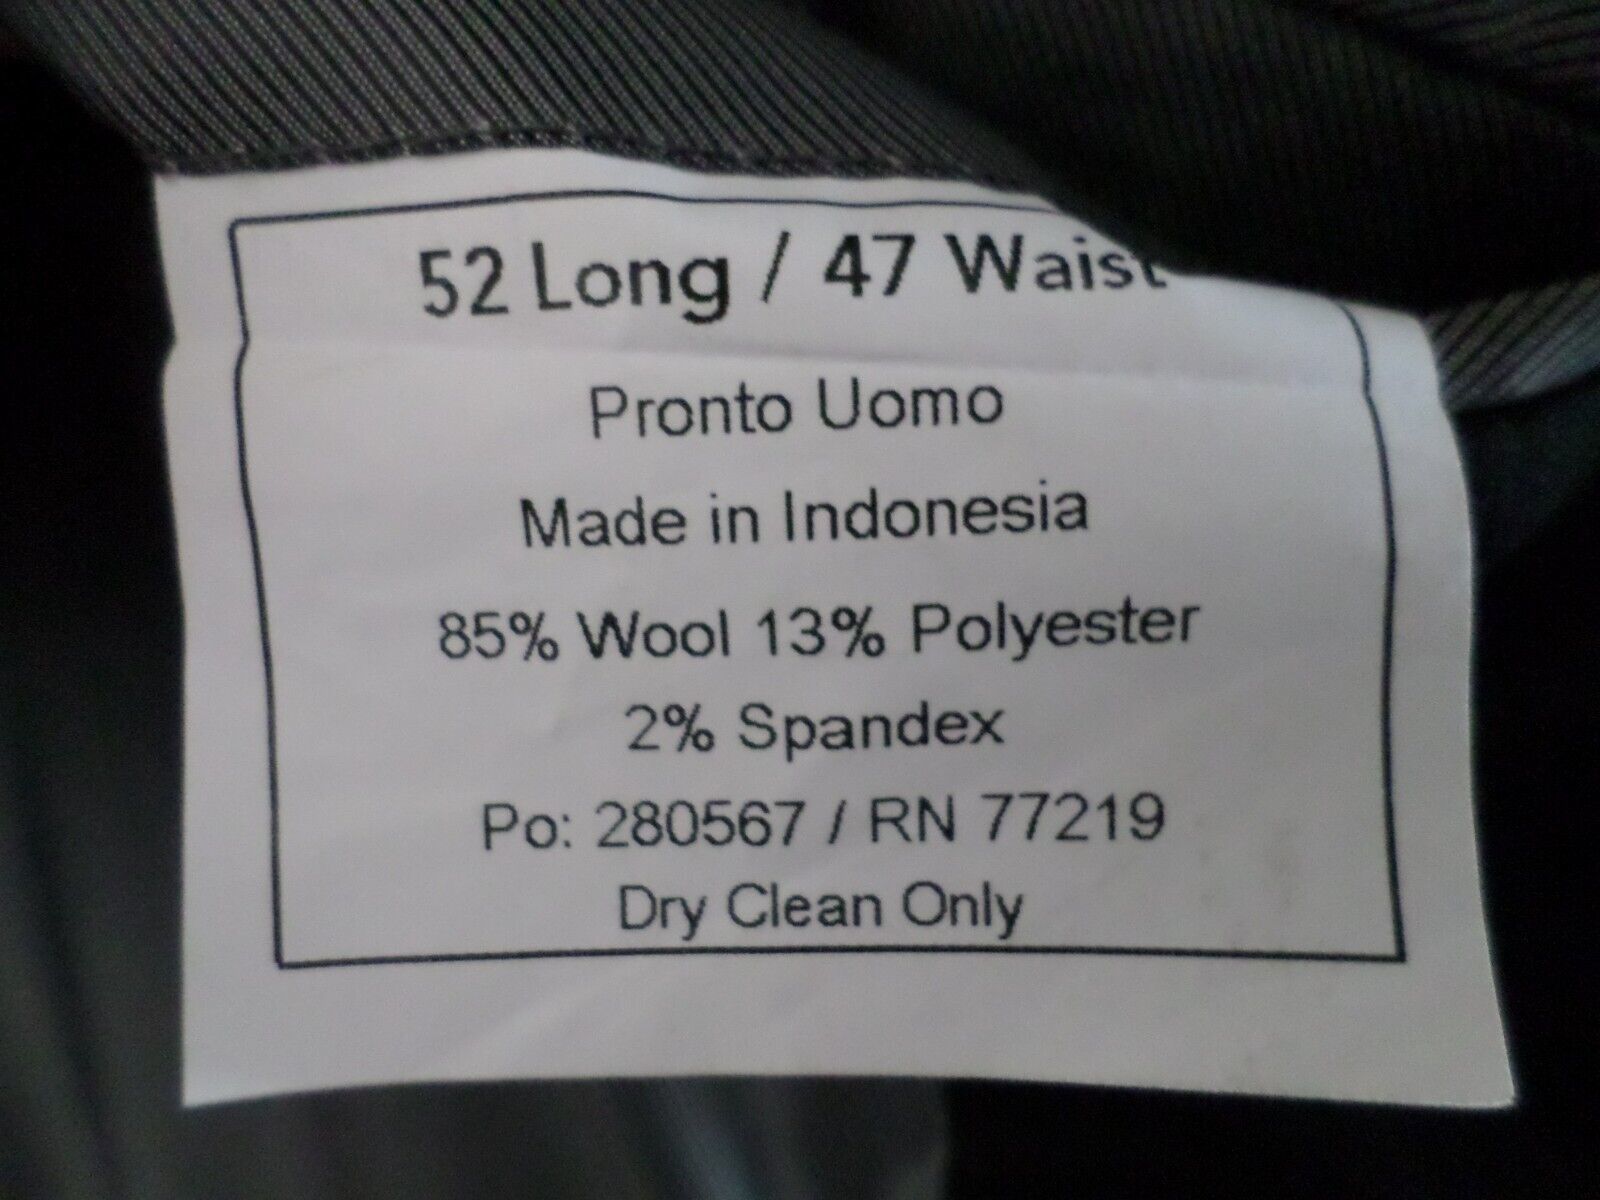 52 Long / 47 Waist
Pronto Uomo
Made in Indonesia
85% Wool 13% Polyester
2% Spandex
Po: 280567 / RN 77219
Dry Clean Only